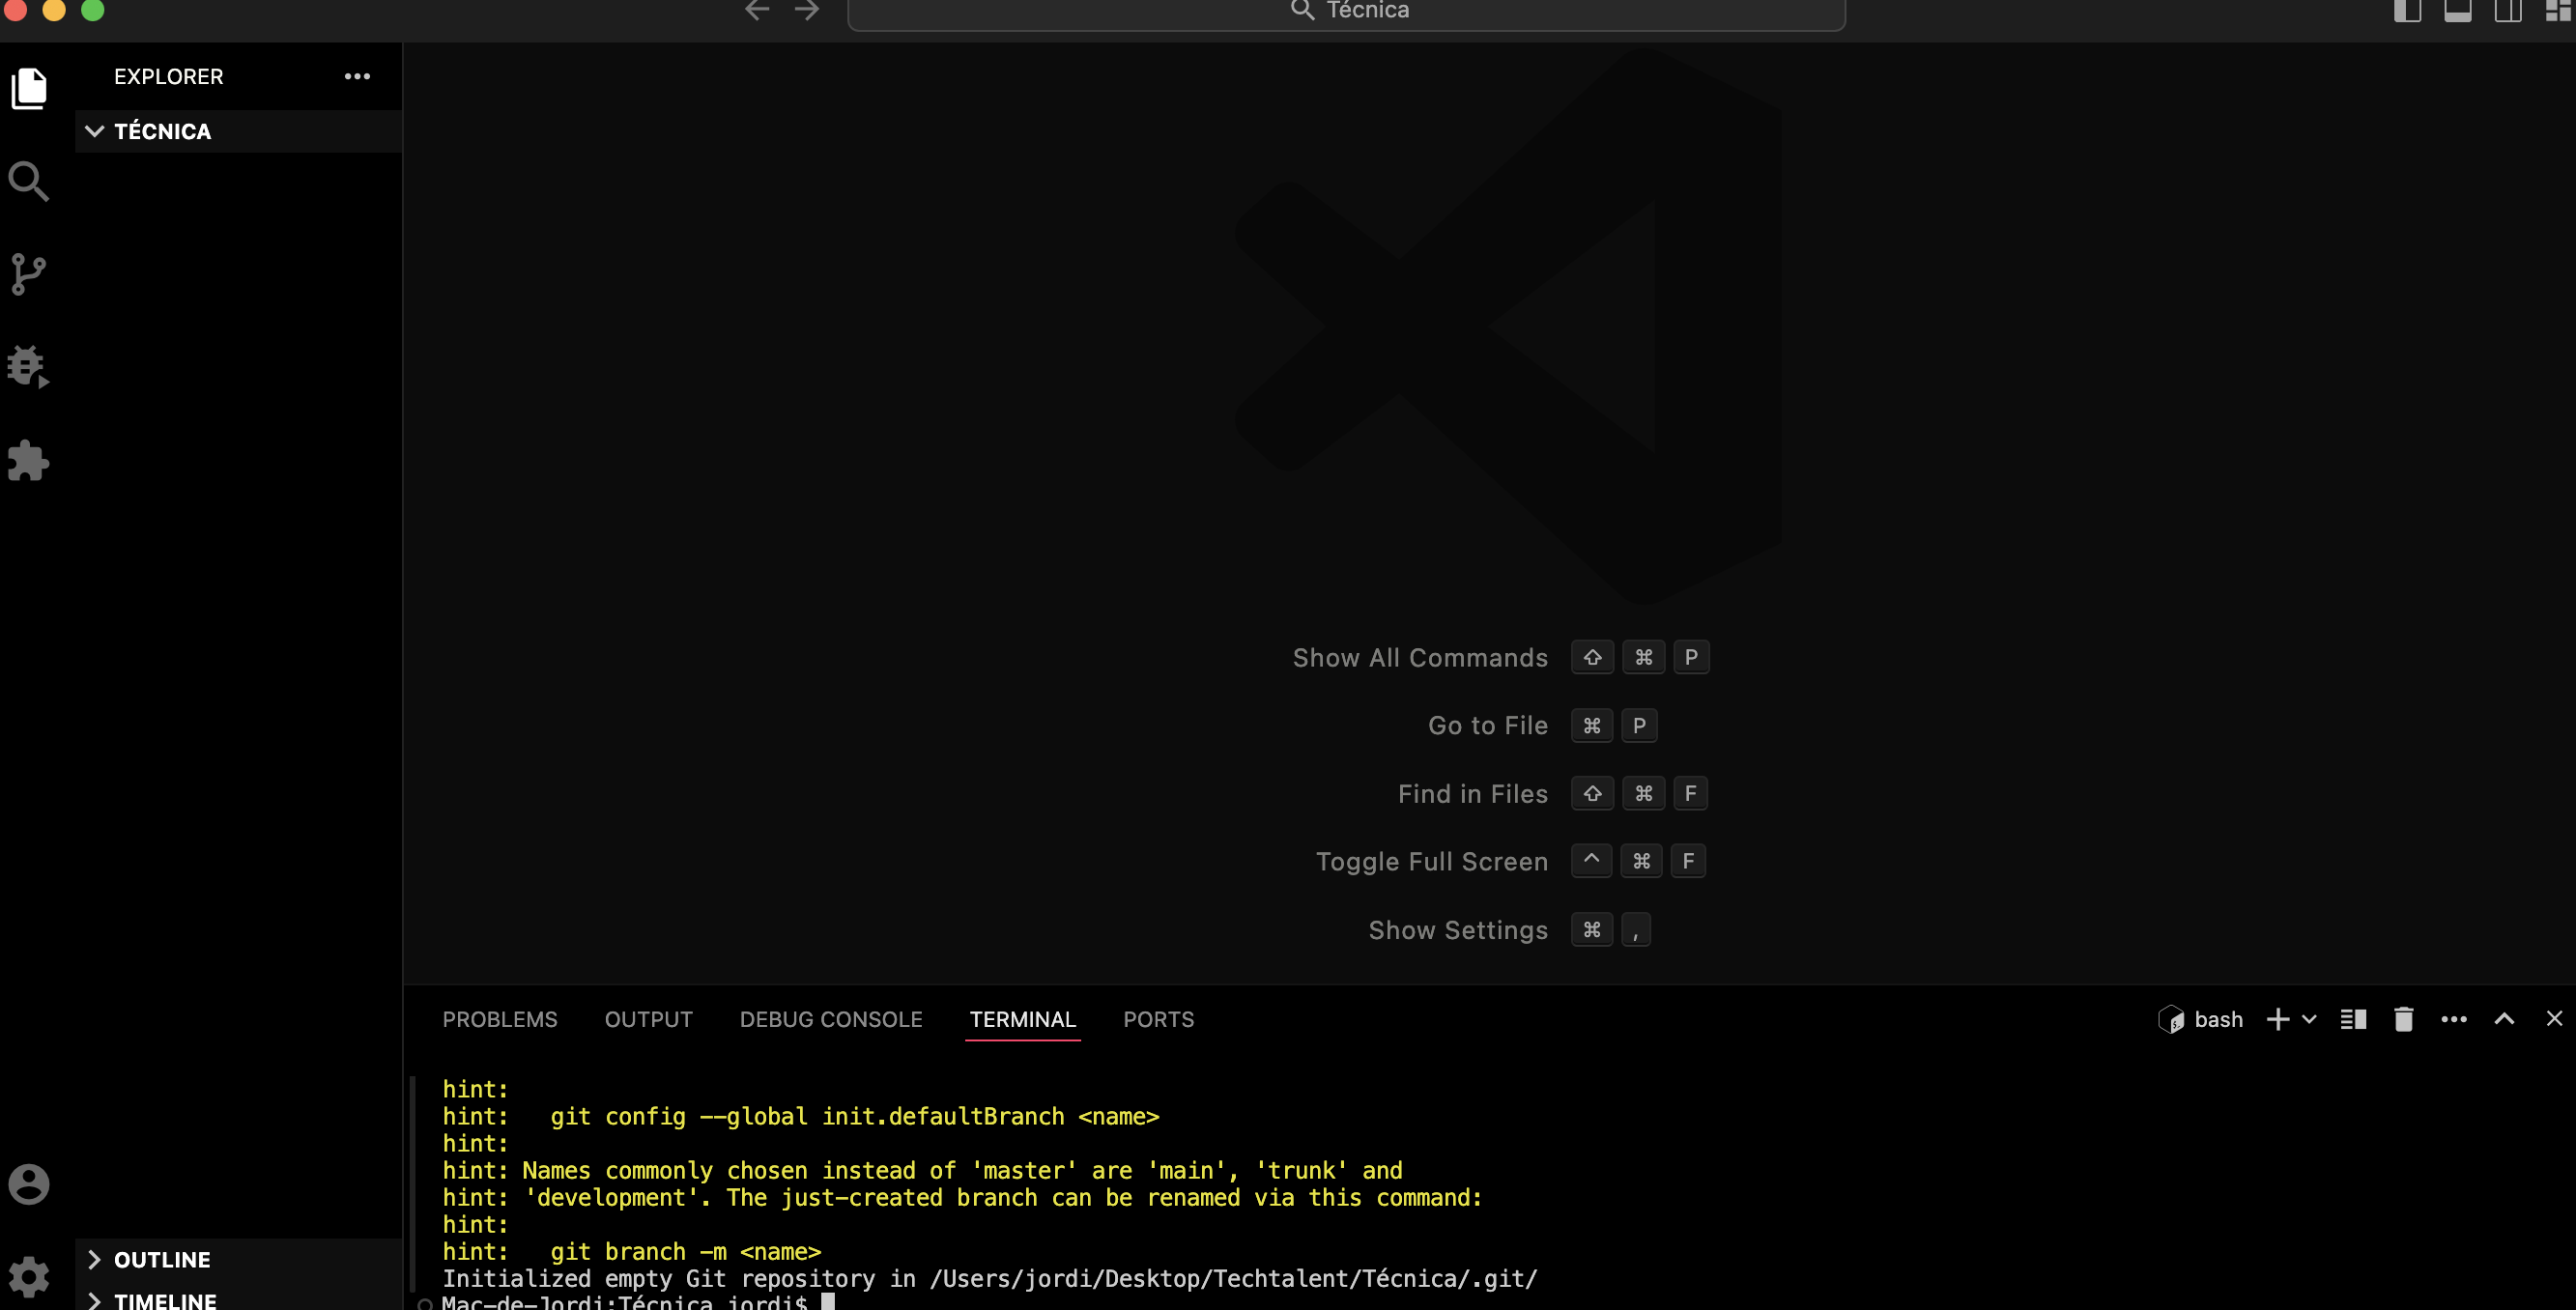 Técnica
EXPLORER
TÉCNICA
Show All Commands ⇧ ⌘ P
Go to File ⌘ P
Find in Files ⇧ ⌘ F
Toggle Full Screen ^ ⌘ F
Show Settings ⌘ ,
PROBLEMS OUTPUT DEBUG CONSOLE TERMINAL PORTS bash
hint:
hint:   git config --global init.defaultBranch <name>
hint:
hint: Names commonly chosen instead of 'master' are 'main', 'trunk' and
hint: 'development'. The just-created branch can be renamed via this command:
hint:
hint:   git branch -m <name>
Initialized empty Git repository in /Users/jordi/Desktop/Techtalent/Técnica/.git/
Mac-de-Jordi:Técnica jordi$
OUTLINE
TIMELINE